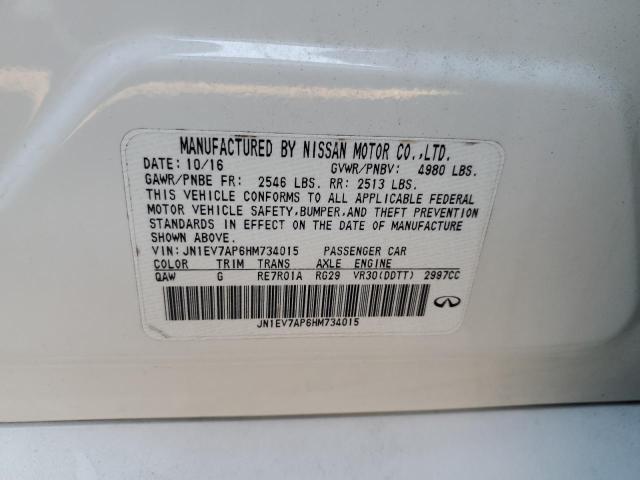 MANUFACTURED BY NISSAN MOTOR CO.,LTD.
DATE: 10/16 GVWR/PNBV: 4980 LBS.
GAWR/PNBE FR: 2546 LBS. RR: 2513 LBS.
THIS VEHICLE CONFORMS TO ALL APPLICABLE FEDERAL
MOTOR VEHICLE SAFETY,BUMPER,AND THEFT PREVENTION
STANDARDS IN EFFECT ON THE DATE OF MANUFACTURE
SHOWN ABOVE.
VIN: JN1EV7AP6HM734015 PASSENGER CAR
COLOR TRIM TRANS AXLE ENGINE
QAW G RE7R01A RG29 VR30(DDTT) 2997CC
JN1EV7AP6HM734015